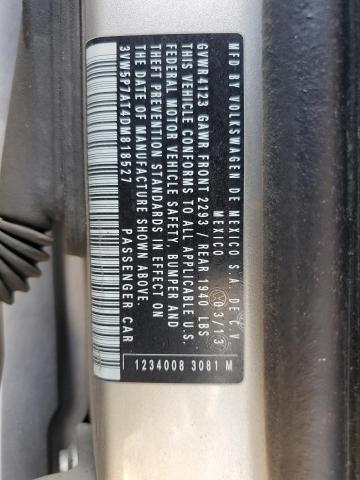 MFD BY VOLKSWAGEN DE MEXICO S.A. DE C.V.
MEXICO 03/13
GVWR 4123 GAWR FRONT 2293 / REAR 1940 LBS
THIS VEHICLE CONFORMS TO ALL APPLICABLE U.S.
FEDERAL MOTOR VEHICLE SAFETY, BUMPER AND
THEFT PREVENTION STANDARDS IN EFFECT ON
THE DATE OF MANUFACTURE SHOWN ABOVE.
3VW5P7AT4DM818527 PASSENGER CAR
1234008 3081 M